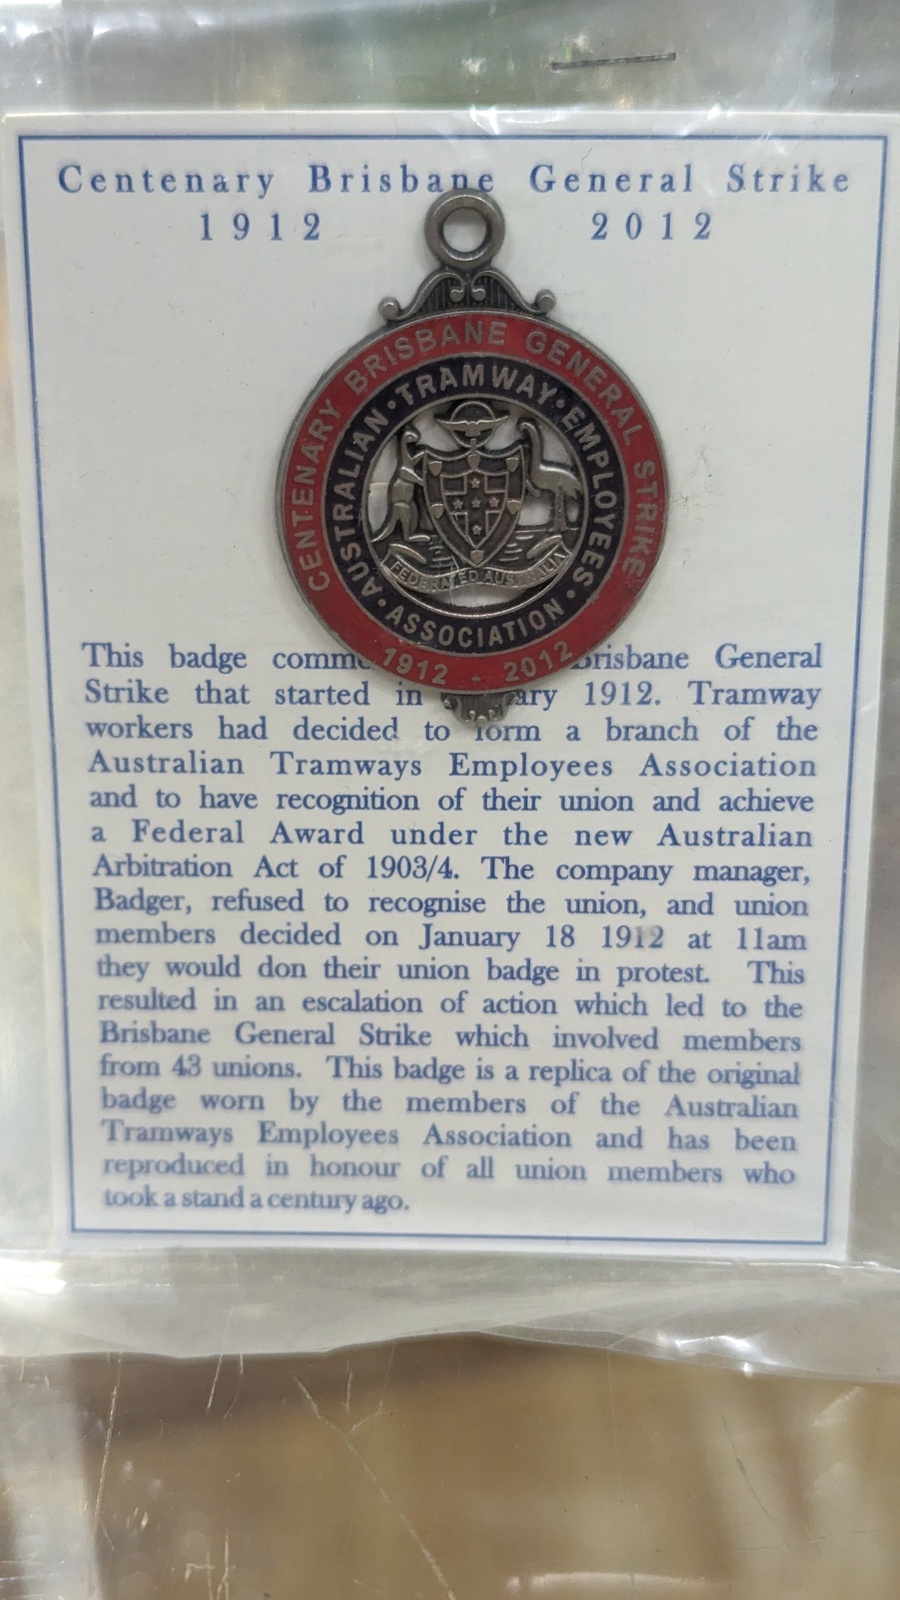 Centenary Brisbane General Strike
1912 2012
CENTENARY BRISBANE GENERAL STRIKE
AUSTRALIAN · TRAMWAY · EMPLOYEES · ASSOCIATION ·
FEDERATED AUSTRALIA
1912 - 2012
This badge Brisbane General
Strike that started in 1912. Tramway
workers had decided to form a branch of the
Australian Tramways Employees Association
and to have recognition of their union and achieve
a Federal Award under the new Australian
Arbitration Act of 1903/4. The company manager,
Badger, refused to recognise the union, and union
members decided on January 18 1912 at 11am
they would don their union badge in protest. This
resulted in an escalation of action which led to the
Brisbane General Strike which involved members
from 43 unions. This badge is a replica of the original
badge worn by the members of the Australian
Tramways Employees Association and has been
reproduced in honour of all union members who
took a stand a century ago.